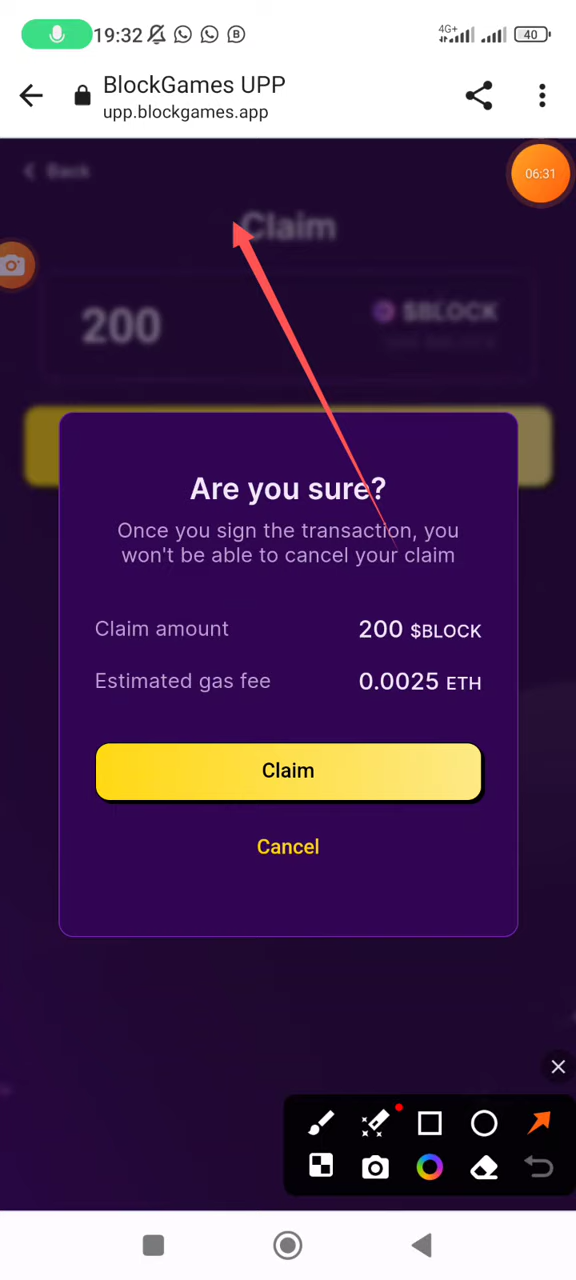 19:32
4G+
40
BlockGames UPP
upp.blockgames.app
Back
06:31
Claim
200
$BLOCK
Are you sure?
Once you sign the transaction, you
won't be able to cancel your claim
Claim amount
200 $BLOCK
Estimated gas fee
0.0025 ETH
Claim
Cancel